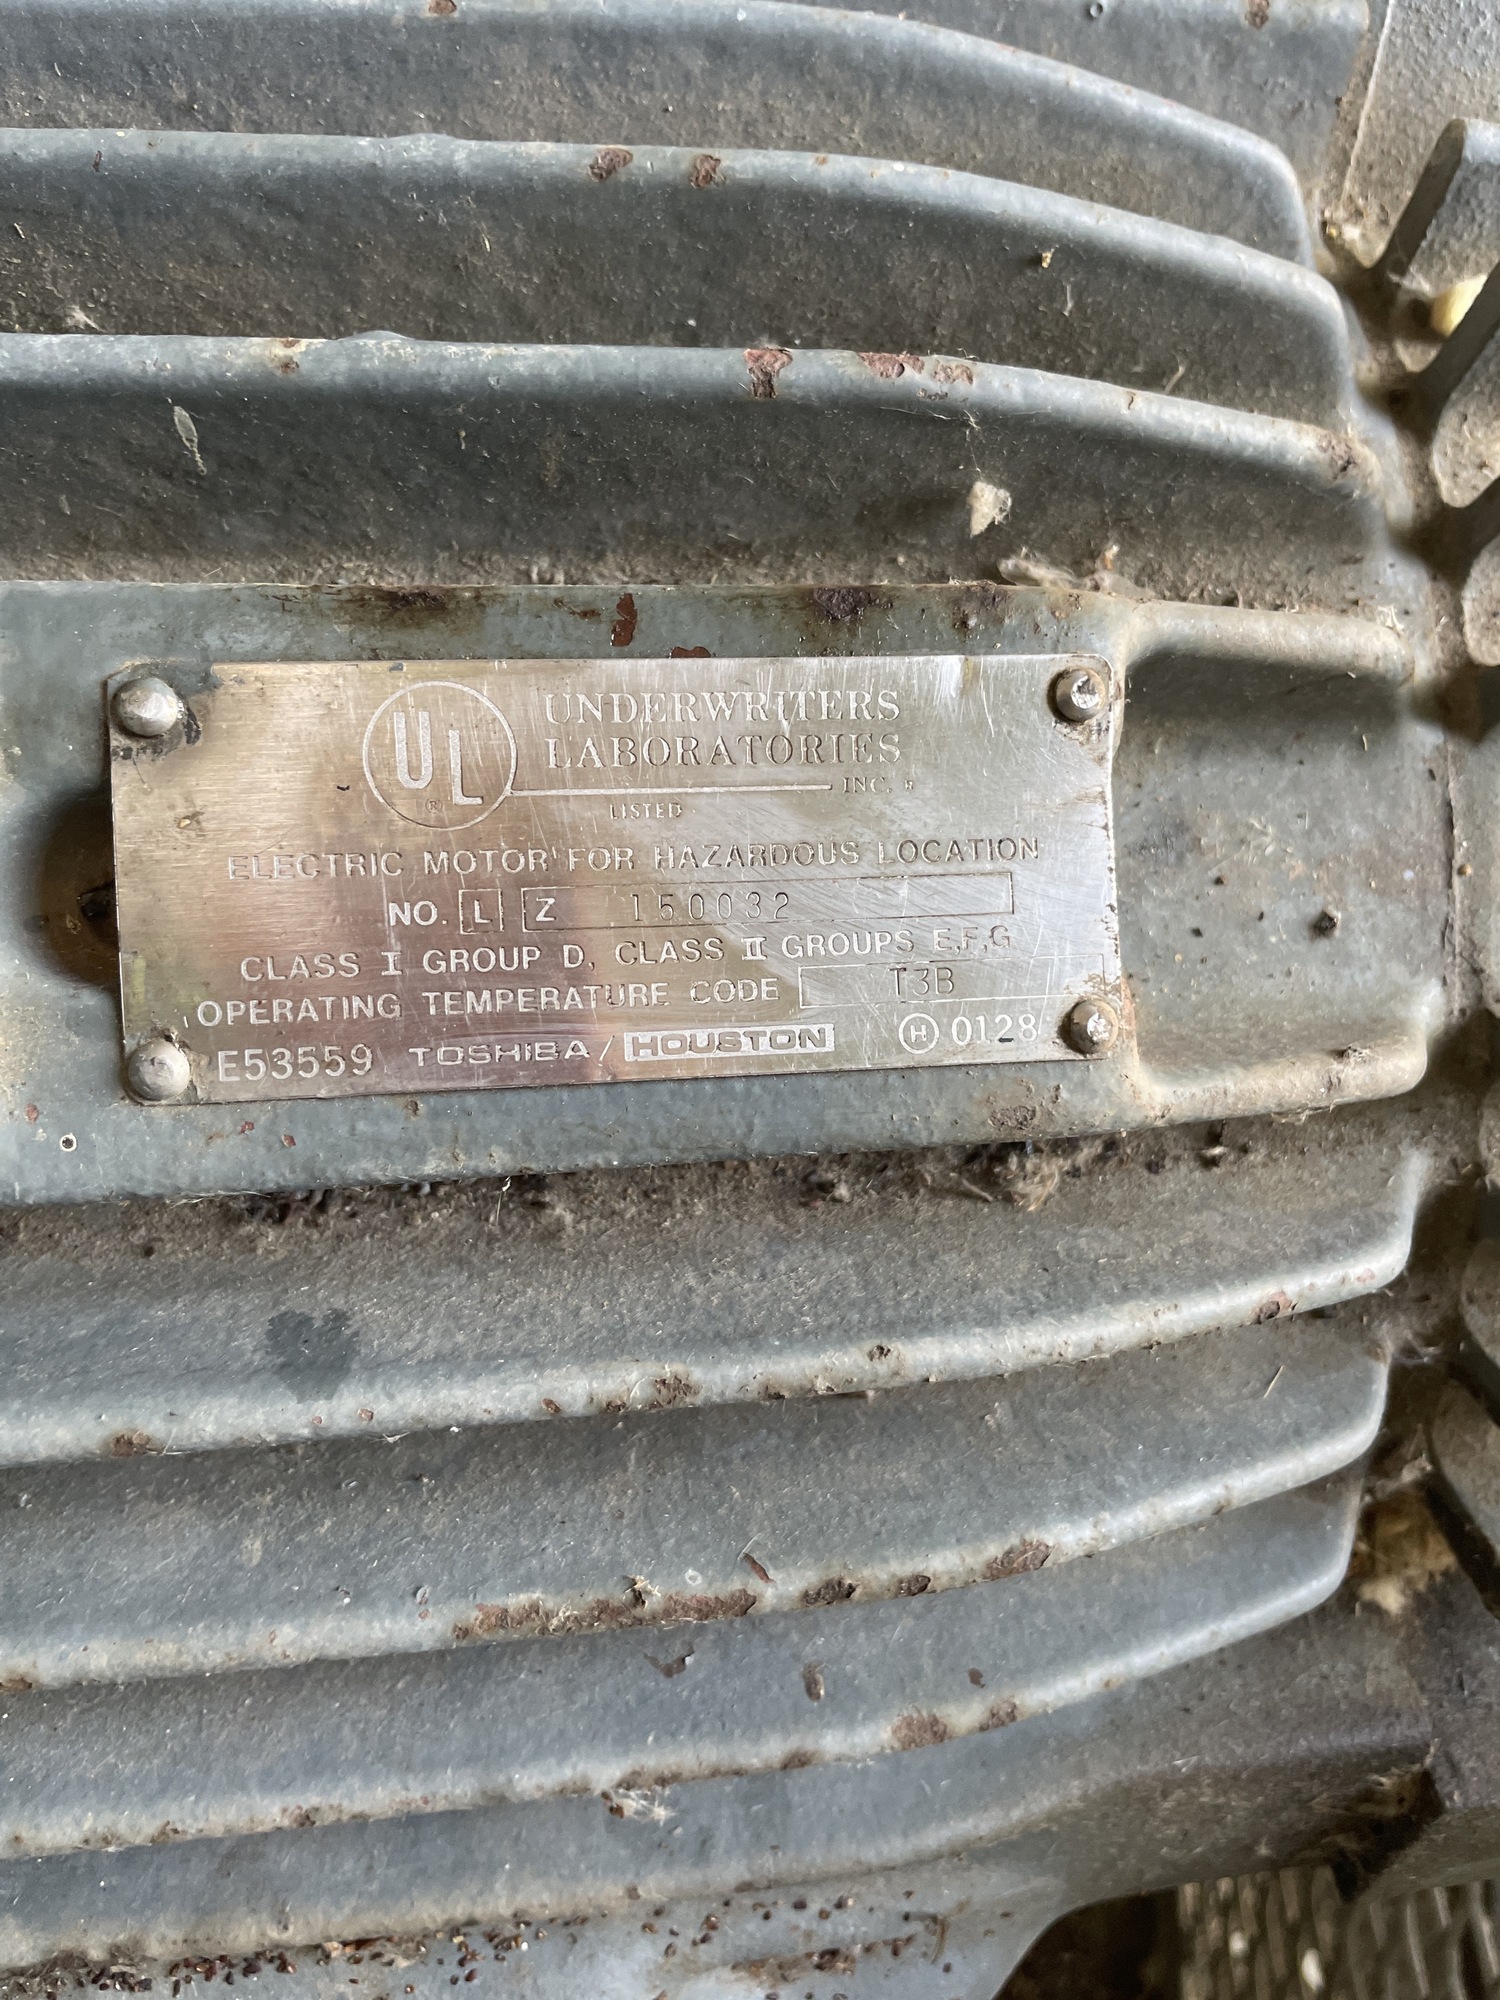 UL ®
UNDERWRITERS
LABORATORIES
INC. ®
LISTED
ELECTRIC MOTOR FOR HAZARDOUS LOCATION
NO. L Z 150032
CLASS I GROUP D, CLASS II GROUPS E,F,G
OPERATING TEMPERATURE CODE T3B
E53559 TOSHIBA / HOUSTON Ⓗ 0128